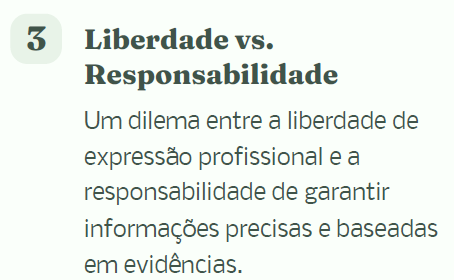 3
Liberdade vs.
Responsabilidade
Um dilema entre a liberdade de
expressão profissional e a
responsabilidade de garantir
informações precisas e baseadas
em evidências.